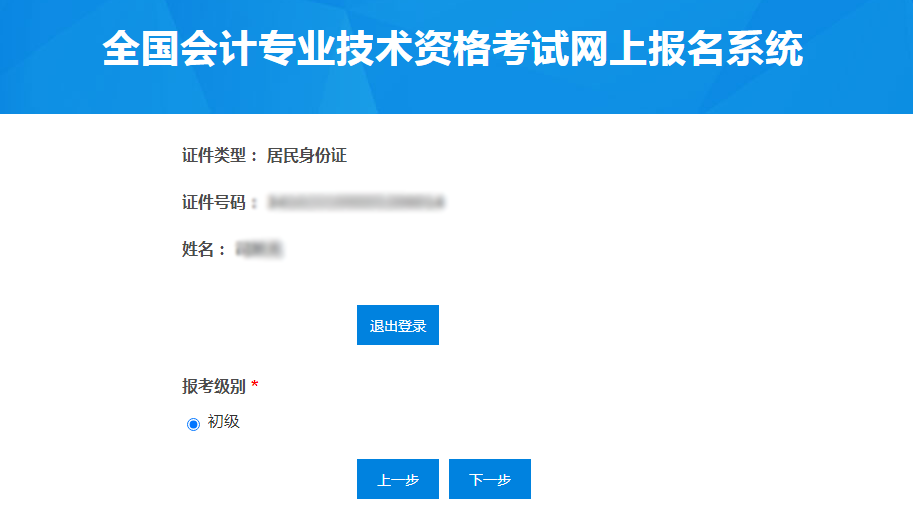 全国会计专业技术资格考试网上报名系统
证件类型： 居民身份证
证件号码：
姓名：
退出登录
报考级别 *
初级
上一步 下一步